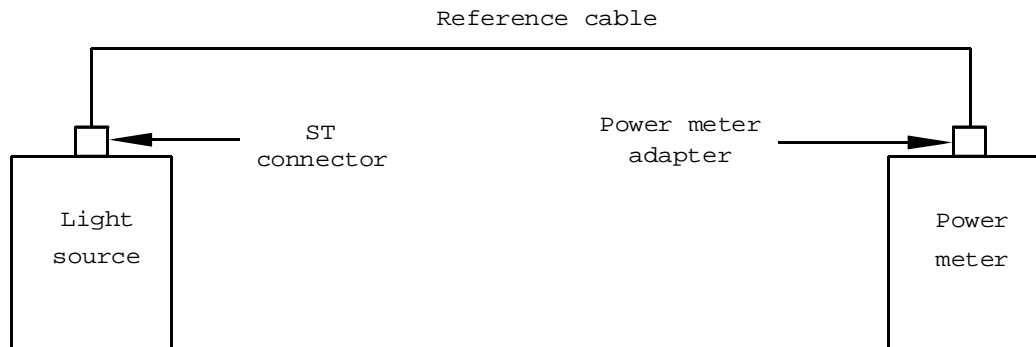 Reference cable
ST
connector
Power meter
adapter
Light
source
Power
meter